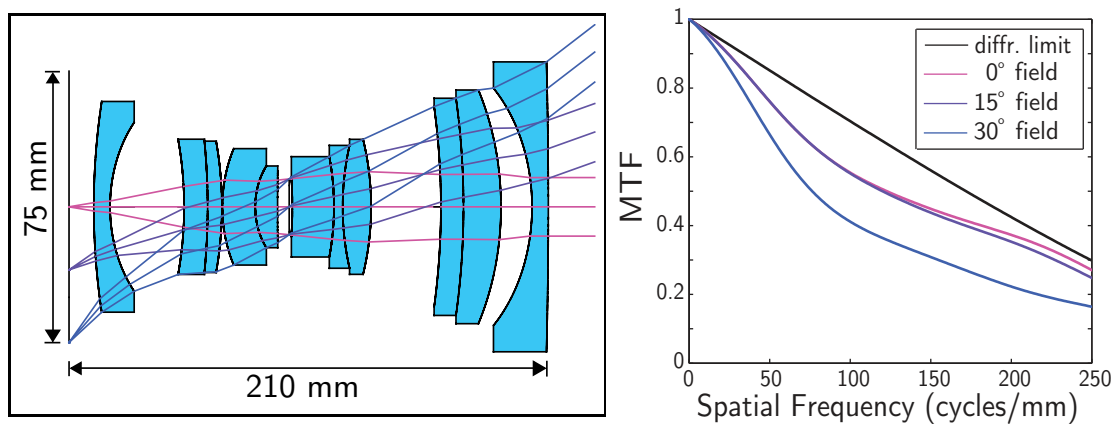 75 mm
210 mm
MTF
1
0.8
0.6
0.4
0.2
0
0 50 100 150 200 250
Spatial Frequency (cycles/mm)
diffr. limit
0° field
15° field
30° field